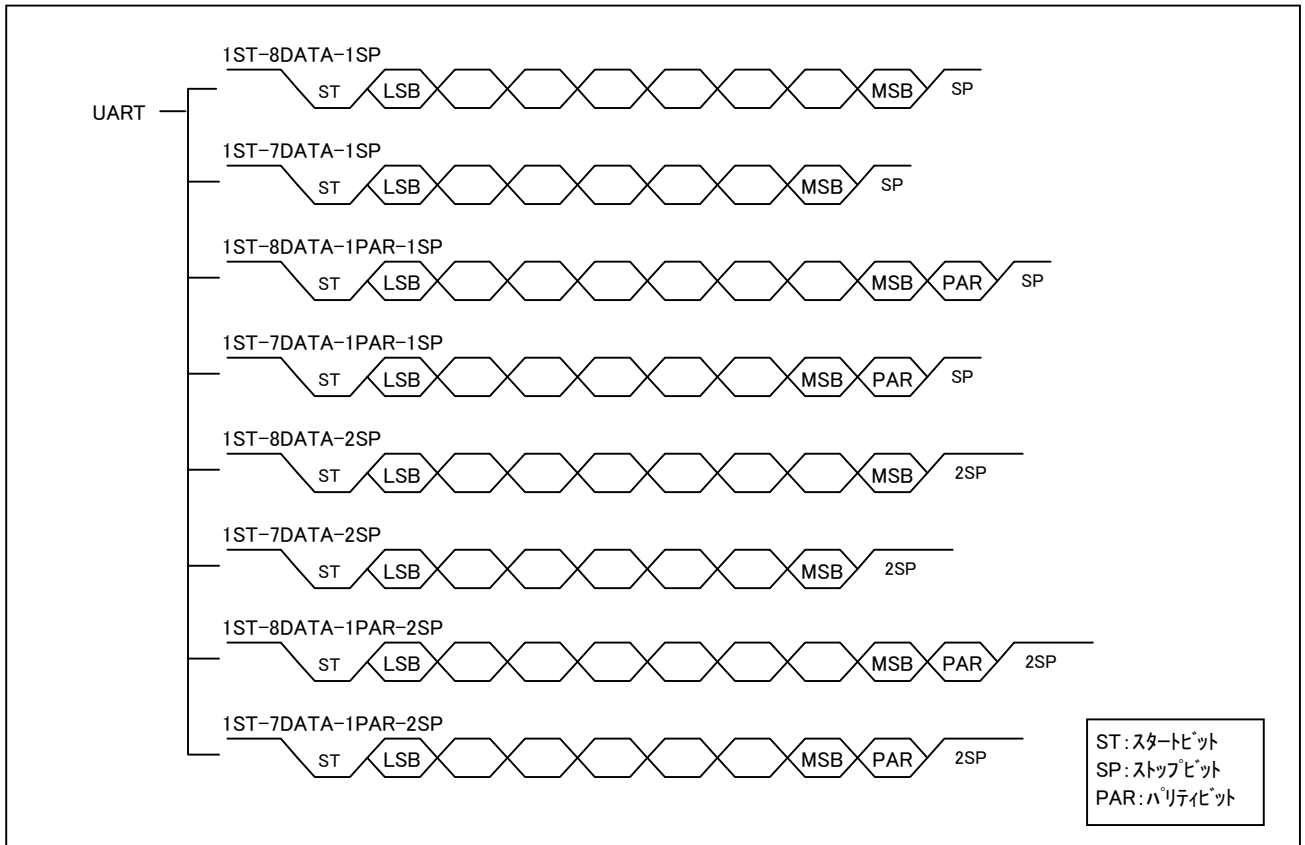 1ST-8DATA-1SP
ST LSB MSB SP
UART
1ST-7DATA-1SP
ST LSB MSB SP
1ST-8DATA-1PAR-1SP
ST LSB MSB PAR SP
1ST-7DATA-1PAR-1SP
ST LSB MSB PAR SP
1ST-8DATA-2SP
ST LSB MSB 2SP
1ST-7DATA-2SP
ST LSB MSB 2SP
1ST-8DATA-1PAR-2SP
ST LSB MSB PAR 2SP
1ST-7DATA-1PAR-2SP
ST LSB MSB PAR 2SP
ST:スタートビット
SP:ストップビット
PAR:パリティビット